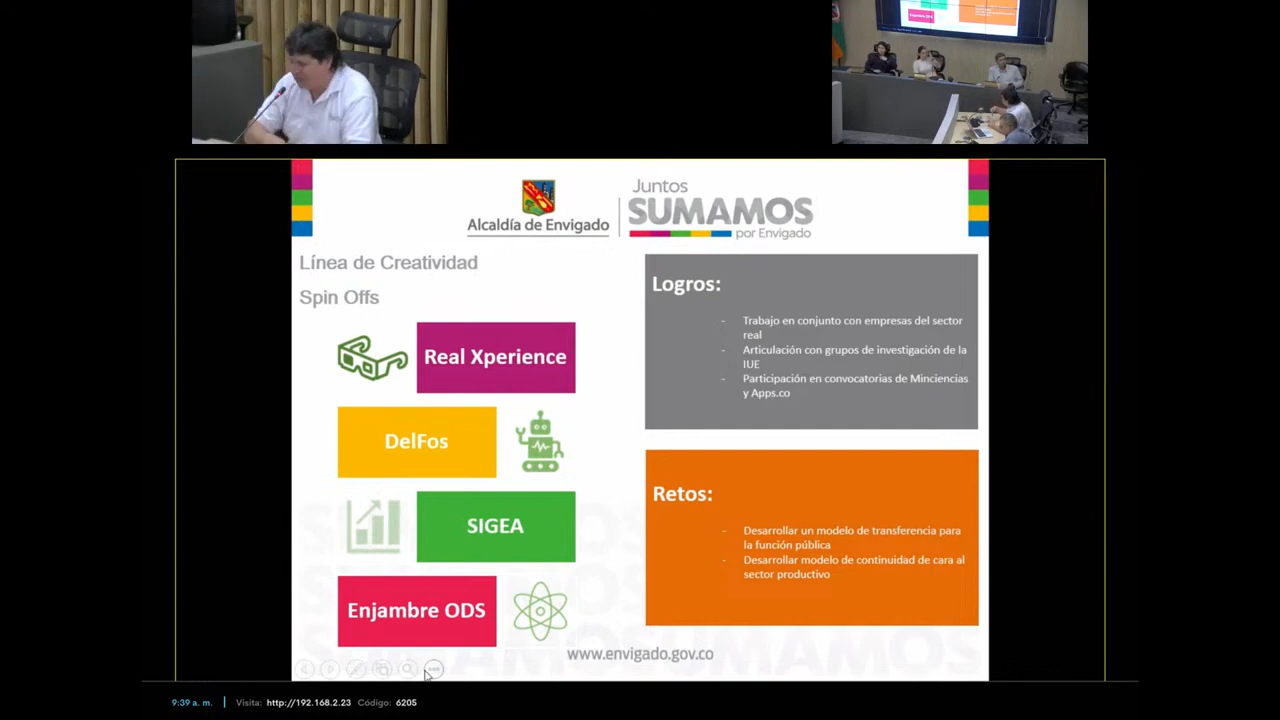 Alcaldía de Envigado
Juntos
SUMAMOS
por Envigado
Línea de Creatividad
Spin Offs
Real Xperience
DelFos
SIGEA
Enjambre ODS
Logros:
- Trabajo en conjunto con empresas del sector
real
- Articulación con grupos de investigación de la
IUE
- Participación en convocatorias de Minciencias
y Apps.co
Retos:
- Desarrollar un modelo de transferencia para
la función pública
- Desarrollar modelo de continuidad de cara al
sector productivo
www.envigado.gov.co
9:39 a. m. | Visita: http://192.168.2.23 Código: 6205